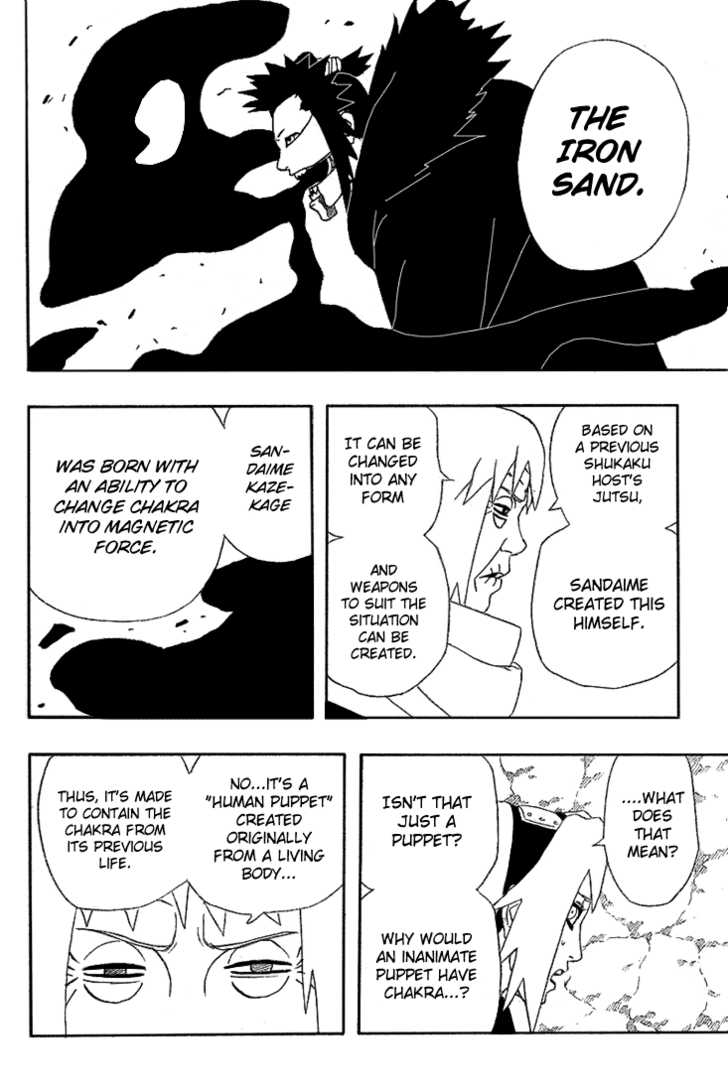 THE
IRON
SAND.
BASED ON
A PREVIOUS
SHUKAKU
HOST'S
JUTSU,
SANDAIME
CREATED THIS
HIMSELF.
IT CAN BE
CHANGED
INTO ANY
FORM
AND
WEAPONS
TO SUIT THE
SITUATION
CAN BE
CREATED.
SAN-
DAIME
KAZE-
KAGE
WAS BORN WITH
AN ABILITY TO
CHANGE CHAKRA
INTO MAGNETIC
FORCE.
....WHAT
DOES
THAT
MEAN?
ISN'T THAT
JUST A
PUPPET?
WHY WOULD
AN INANIMATE
PUPPET HAVE
CHAKRA...?
NO...IT'S A
"HUMAN PUPPET"
CREATED
ORIGINALLY
FROM A LIVING
BODY...
THUS, IT'S MADE
TO CONTAIN THE
CHAKRA FROM
ITS PREVIOUS
LIFE.